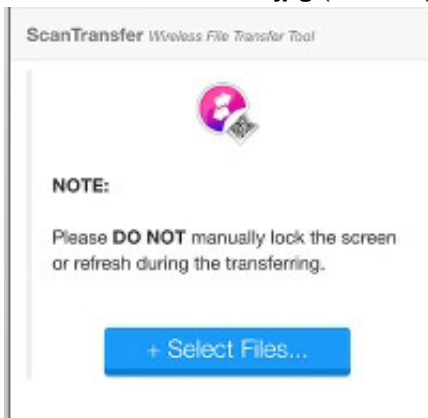 ScanTransfer Wireless File Transfer Tool
NOTE:
Please DO NOT manually lock the screen
or refresh during the transferring.
+ Select Files...